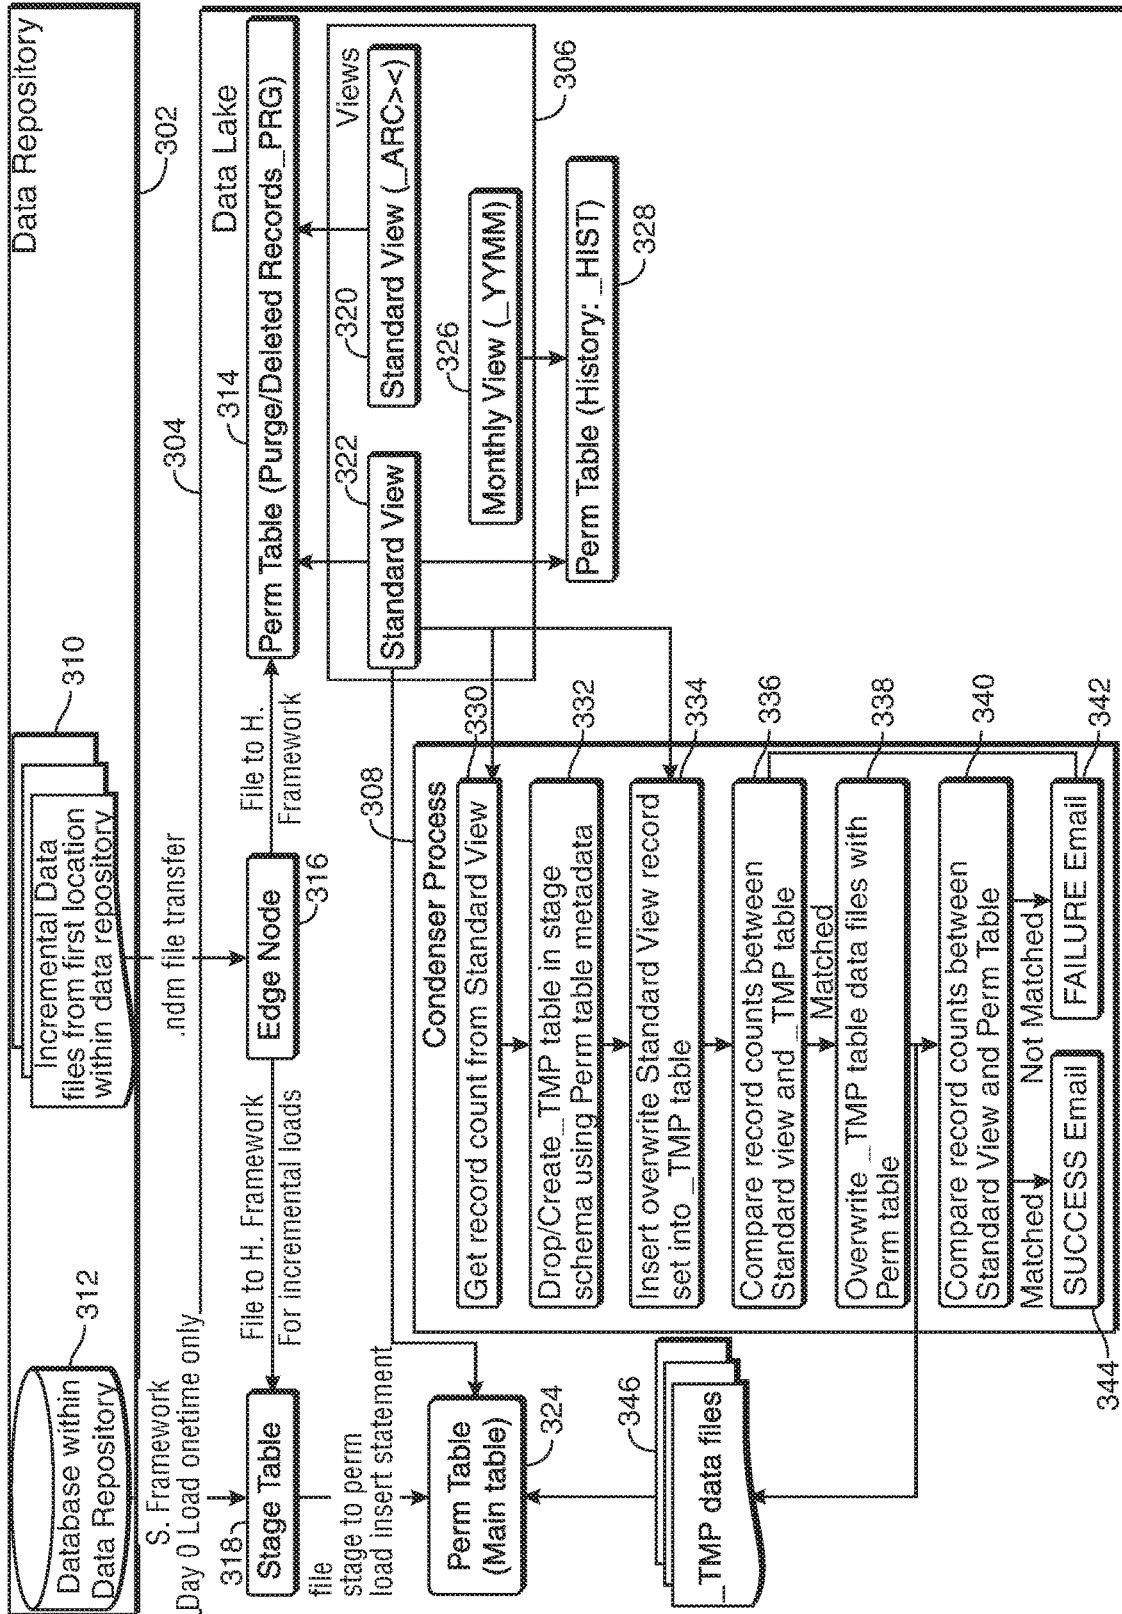 Data Repository
302
310
Incremental Data
files from first location
within data repository
312
Database within
Data Repository
.ndm file transfer
S. Framework
Day 0 Load onetime only
304
Data Lake
314
Perm Table (Purge/Deleted Records_PRG)
File to H.
Framework
Edge Node
316
File to H. Framework
For incremental loads
318
Stage Table
file
stage to perm
load insert statement
Views
320
Standard View (_ARC><)
322
Standard View
326
Monthly View (_YYMM)
306
Perm Table (History: _HIST)
328
Perm Table
(Main table)
324
308
Condenser Process
330
Get record count from Standard View
332
Drop/Create_TMP table in stage
schema using Perm table metadata
334
Insert overwrite Standard View record
set into _TMP table
336
Compare record counts between
Standard view and _TMP table
Matched
338
Overwrite _TMP table data files with
Perm table
340
Compare record counts between
Standard View and Perm Table
Matched
Not Matched
342
SUCCESS Email
FAILURE Email
344
346
_TMP data files